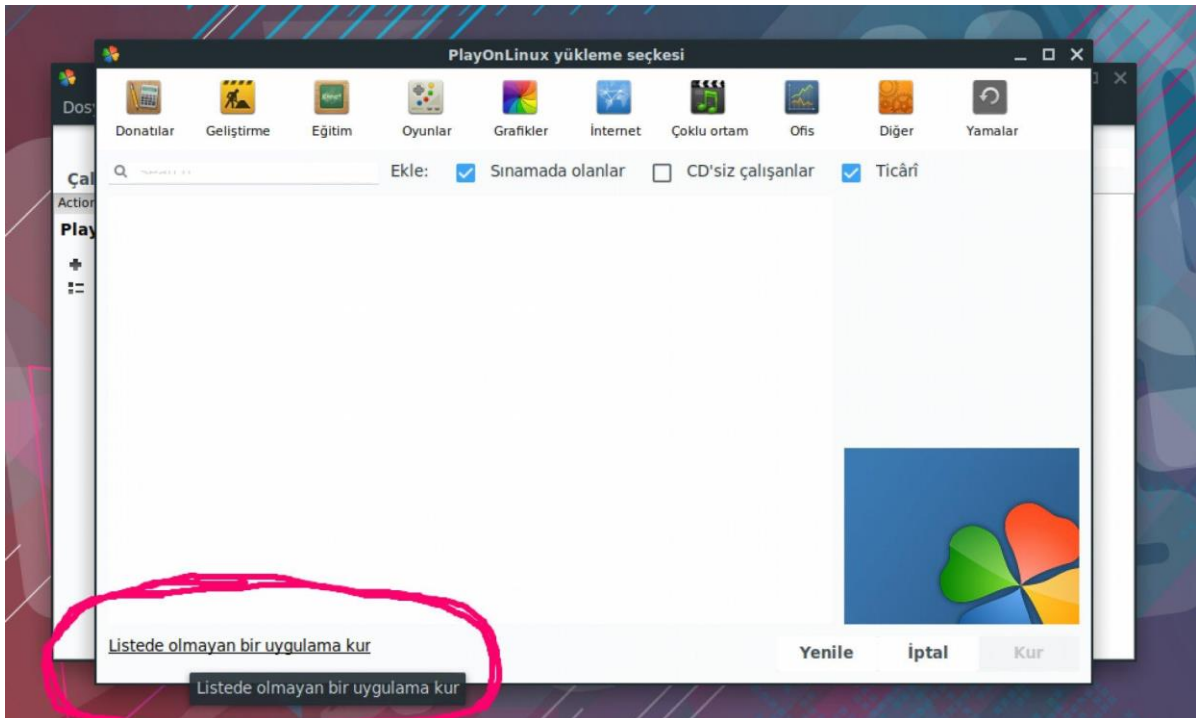 PlayOnLinux yükleme seçkesi
Dos
Donatılar Geliştirme Eğitim Oyunlar Grafikler İnternet Çoklu ortam Ofis Diğer Yamalar
Ekle: Sınamada olanlar CD'siz çalışanlar Ticârî
Çal
Action
Play
Listede olmayan bir uygulama kur
Yenile İptal Kur
Listede olmayan bir uygulama kur